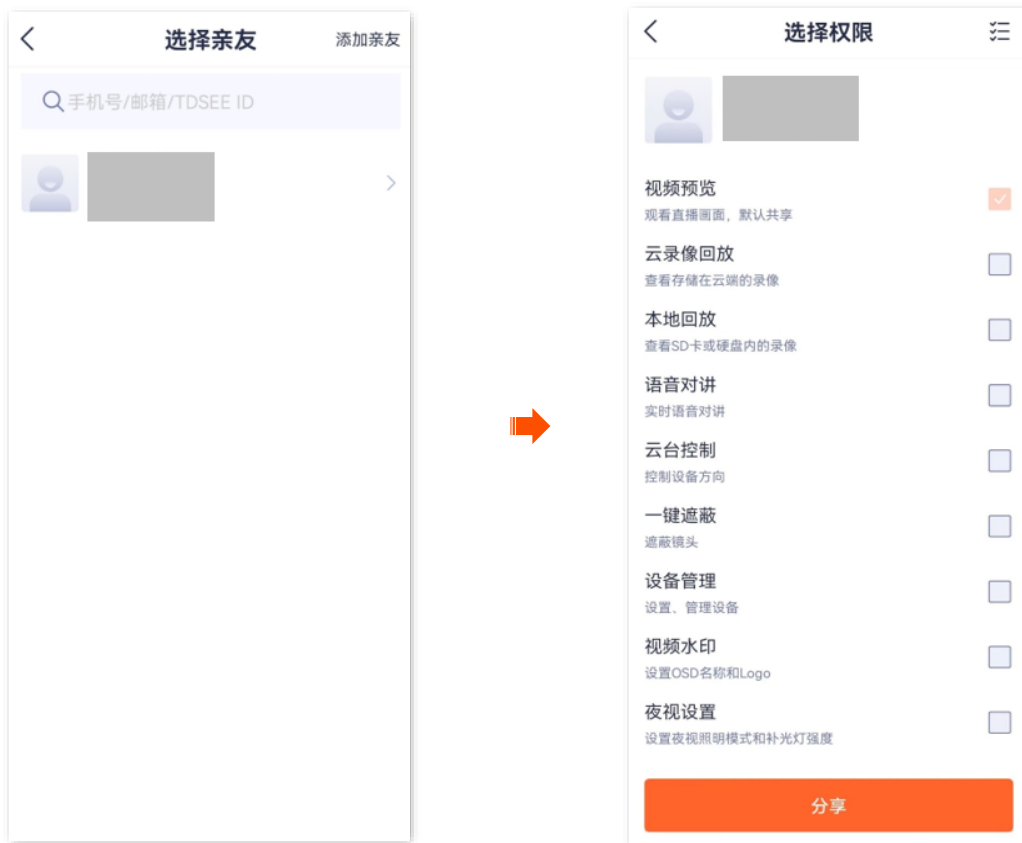 选择亲友
添加亲友
手机号/邮箱/TDSEE ID
选择权限
视频预览
观看直播画面，默认共享
云录像回放
查看存储在云端的录像
本地回放
查看SD卡或硬盘内的录像
语音对讲
实时语音对讲
云台控制
控制设备方向
一键遮蔽
遮蔽镜头
设备管理
设置、管理设备
视频水印
设置OSD名称和Logo
夜视设置
设置夜视照明模式和补光灯强度
分享